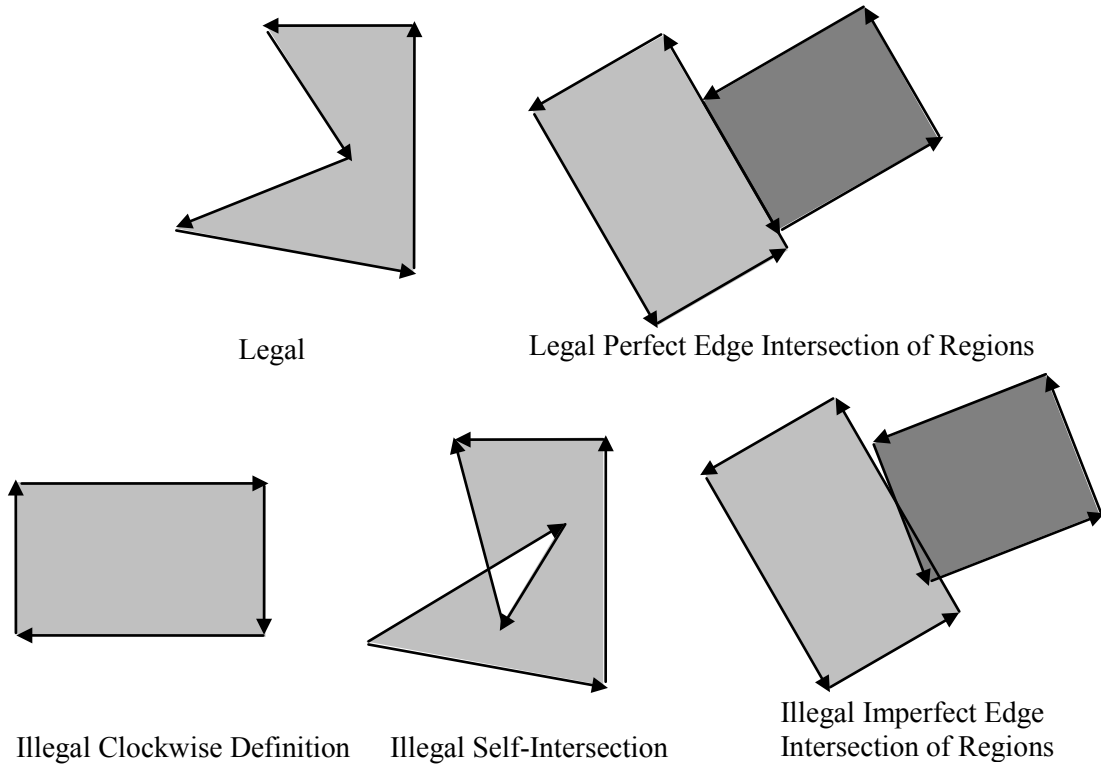 Legal
Legal Perfect Edge Intersection of Regions
Illegal Clockwise Definition
Illegal Self-Intersection
Illegal Imperfect Edge
Intersection of Regions